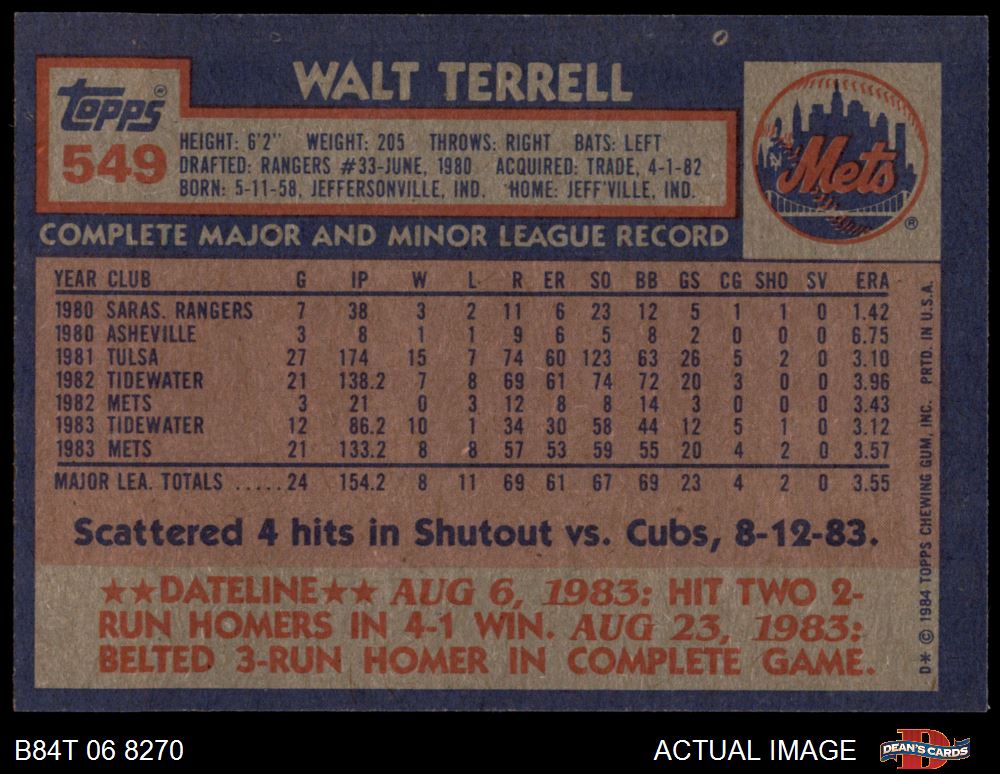 WALT TERRELL
Topps®
549
HEIGHT: 6'2" WEIGHT: 205 THROWS: RIGHT BATS: LEFT
DRAFTED: RANGERS #33-JUNE, 1980 ACQUIRED: TRADE, 4-1-82
BORN: 5-11-58, JEFFERSONVILLE, IND. HOME: JEFF'VILLE, IND.
Mets
®
COMPLETE MAJOR AND MINOR LEAGUE RECORD
YEAR CLUB G IP W L R ER SO BB GS CG SHO SV ERA
1980 SARAS. RANGERS 7 38 3 2 11 6 23 12 5 1 1 0 1.42
1980 ASHEVILLE 3 8 1 1 9 6 5 8 2 0 0 0 6.75
1981 TULSA 27 174 15 7 74 60 123 63 26 5 2 0 3.10
1982 TIDEWATER 21 138.2 7 8 69 61 74 72 20 3 0 0 3.96
1982 METS 3 21 0 3 12 8 8 14 3 0 0 0 3.43
1983 TIDEWATER 12 86.2 10 1 34 30 58 44 12 5 1 0 3.12
1983 METS 21 133.2 8 8 57 53 59 55 20 4 2 0 3.57
MAJOR LEA. TOTALS .....24 154.2 8 11 69 61 67 69 23 4 2 0 3.55
Scattered 4 hits in Shutout vs. Cubs, 8-12-83.
★★DATELINE★★ AUG 6, 1983: HIT TWO 2-
RUN HOMERS IN 4-1 WIN. AUG 23, 1983:
BELTED 3-RUN HOMER IN COMPLETE GAME.
D* © 1984 TOPPS CHEWING GUM, INC. PRTD. IN U.S.A.
B84T 06 8270
ACTUAL IMAGE
DEAN'S CARDS